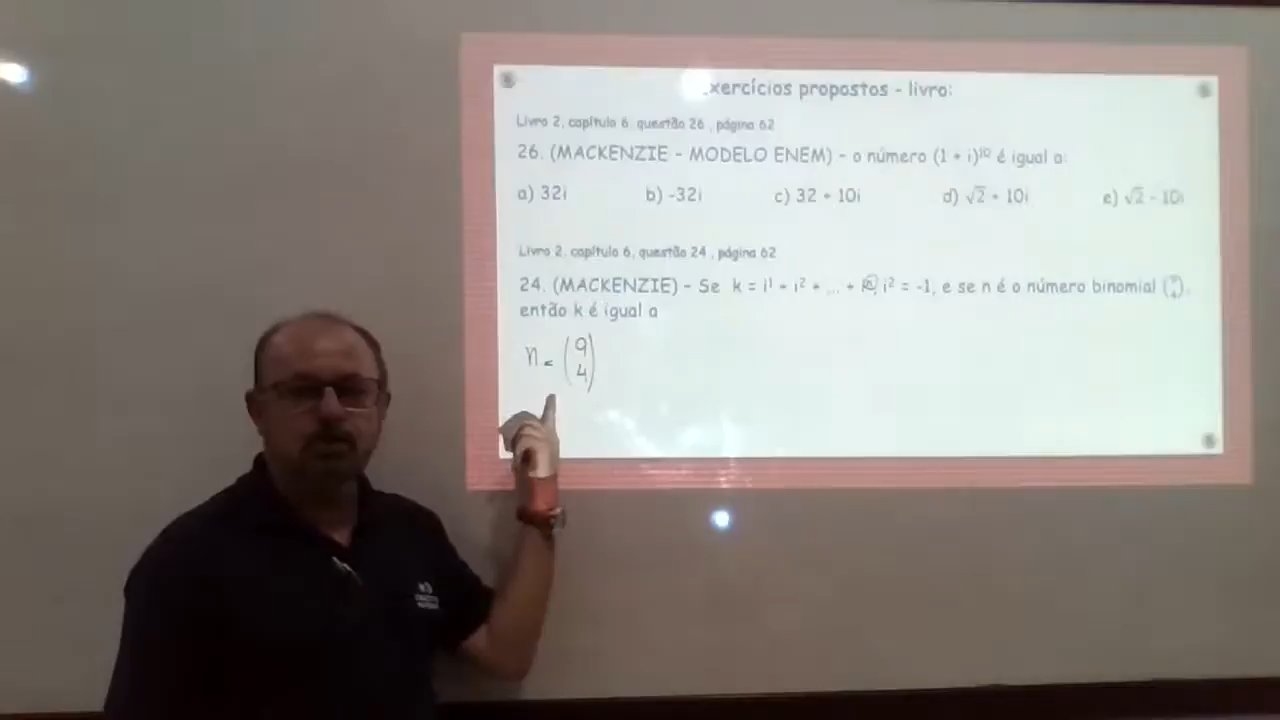 xercícios propostos - livro:
Livro 2, capítulo 6, questão 26 , página 62
26. (MACKENZIE - MODELO ENEM) - o número (1 + i)¹⁰ é igual a:
a) 32i b) -32i c) 32 + 10i d) √2 + 10i e) √2 - 10i
Livro 2, capítulo 6, questão 24 , página 62
24. (MACKENZIE) - Se k = i¹ + i² + ... + iⁿ, i² = -1, e se n é o número binomial
então k é igual a
n = (9
4)